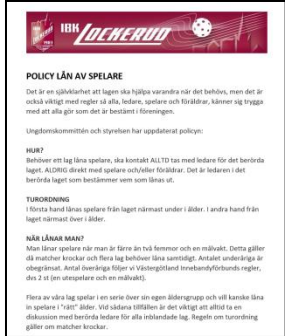 IBK LOCKERUD
POLICY LÅN AV SPELARE
Det är en självklarhet att lagen ska hjälpa varandra när det behövs, men det är
också viktigt med regler så alla, ledare, spelare och föräldrar, känner sig trygga
med att alla gör som det är bestämt i föreningen.
Ungdomskommittén och styrelsen har uppdaterat policyn:
HUR?
Behöver ett lag låna spelare, ska kontakt ALLTID tas med ledare för det berörda
laget. ALDRIG direkt med spelare och/eller föräldrar. Det är ledaren i det
berörda laget som bestämmer vem som lånas ut.
TURORDNING
I första hand lånas spelare från laget närmast under i ålder. I andra hand från
laget närmast över i ålder.
NÄR LÅNAR MAN?
Man lånar spelare när man är färre än två femmor och en målvakt. Detta gäller
då matcher krockar och flera lag behöver låna samtidigt. Antalet underåriga är
obegränsat. Antal överåriga följer vi Västergötland Innebandyförbunds regler,
dvs 2 st (en utespelare och en målvakt).
Flera av våra lag spelar i en serie över sin egen åldersgrupp och vill kanske låna
in spelare i "rätt" ålder. Vid sådana tillfällen är det viktigt att alltid ta en
diskussion med berörda ledare för alla inblandade lag. Regeln om turordning
gäller om matcher krockar.